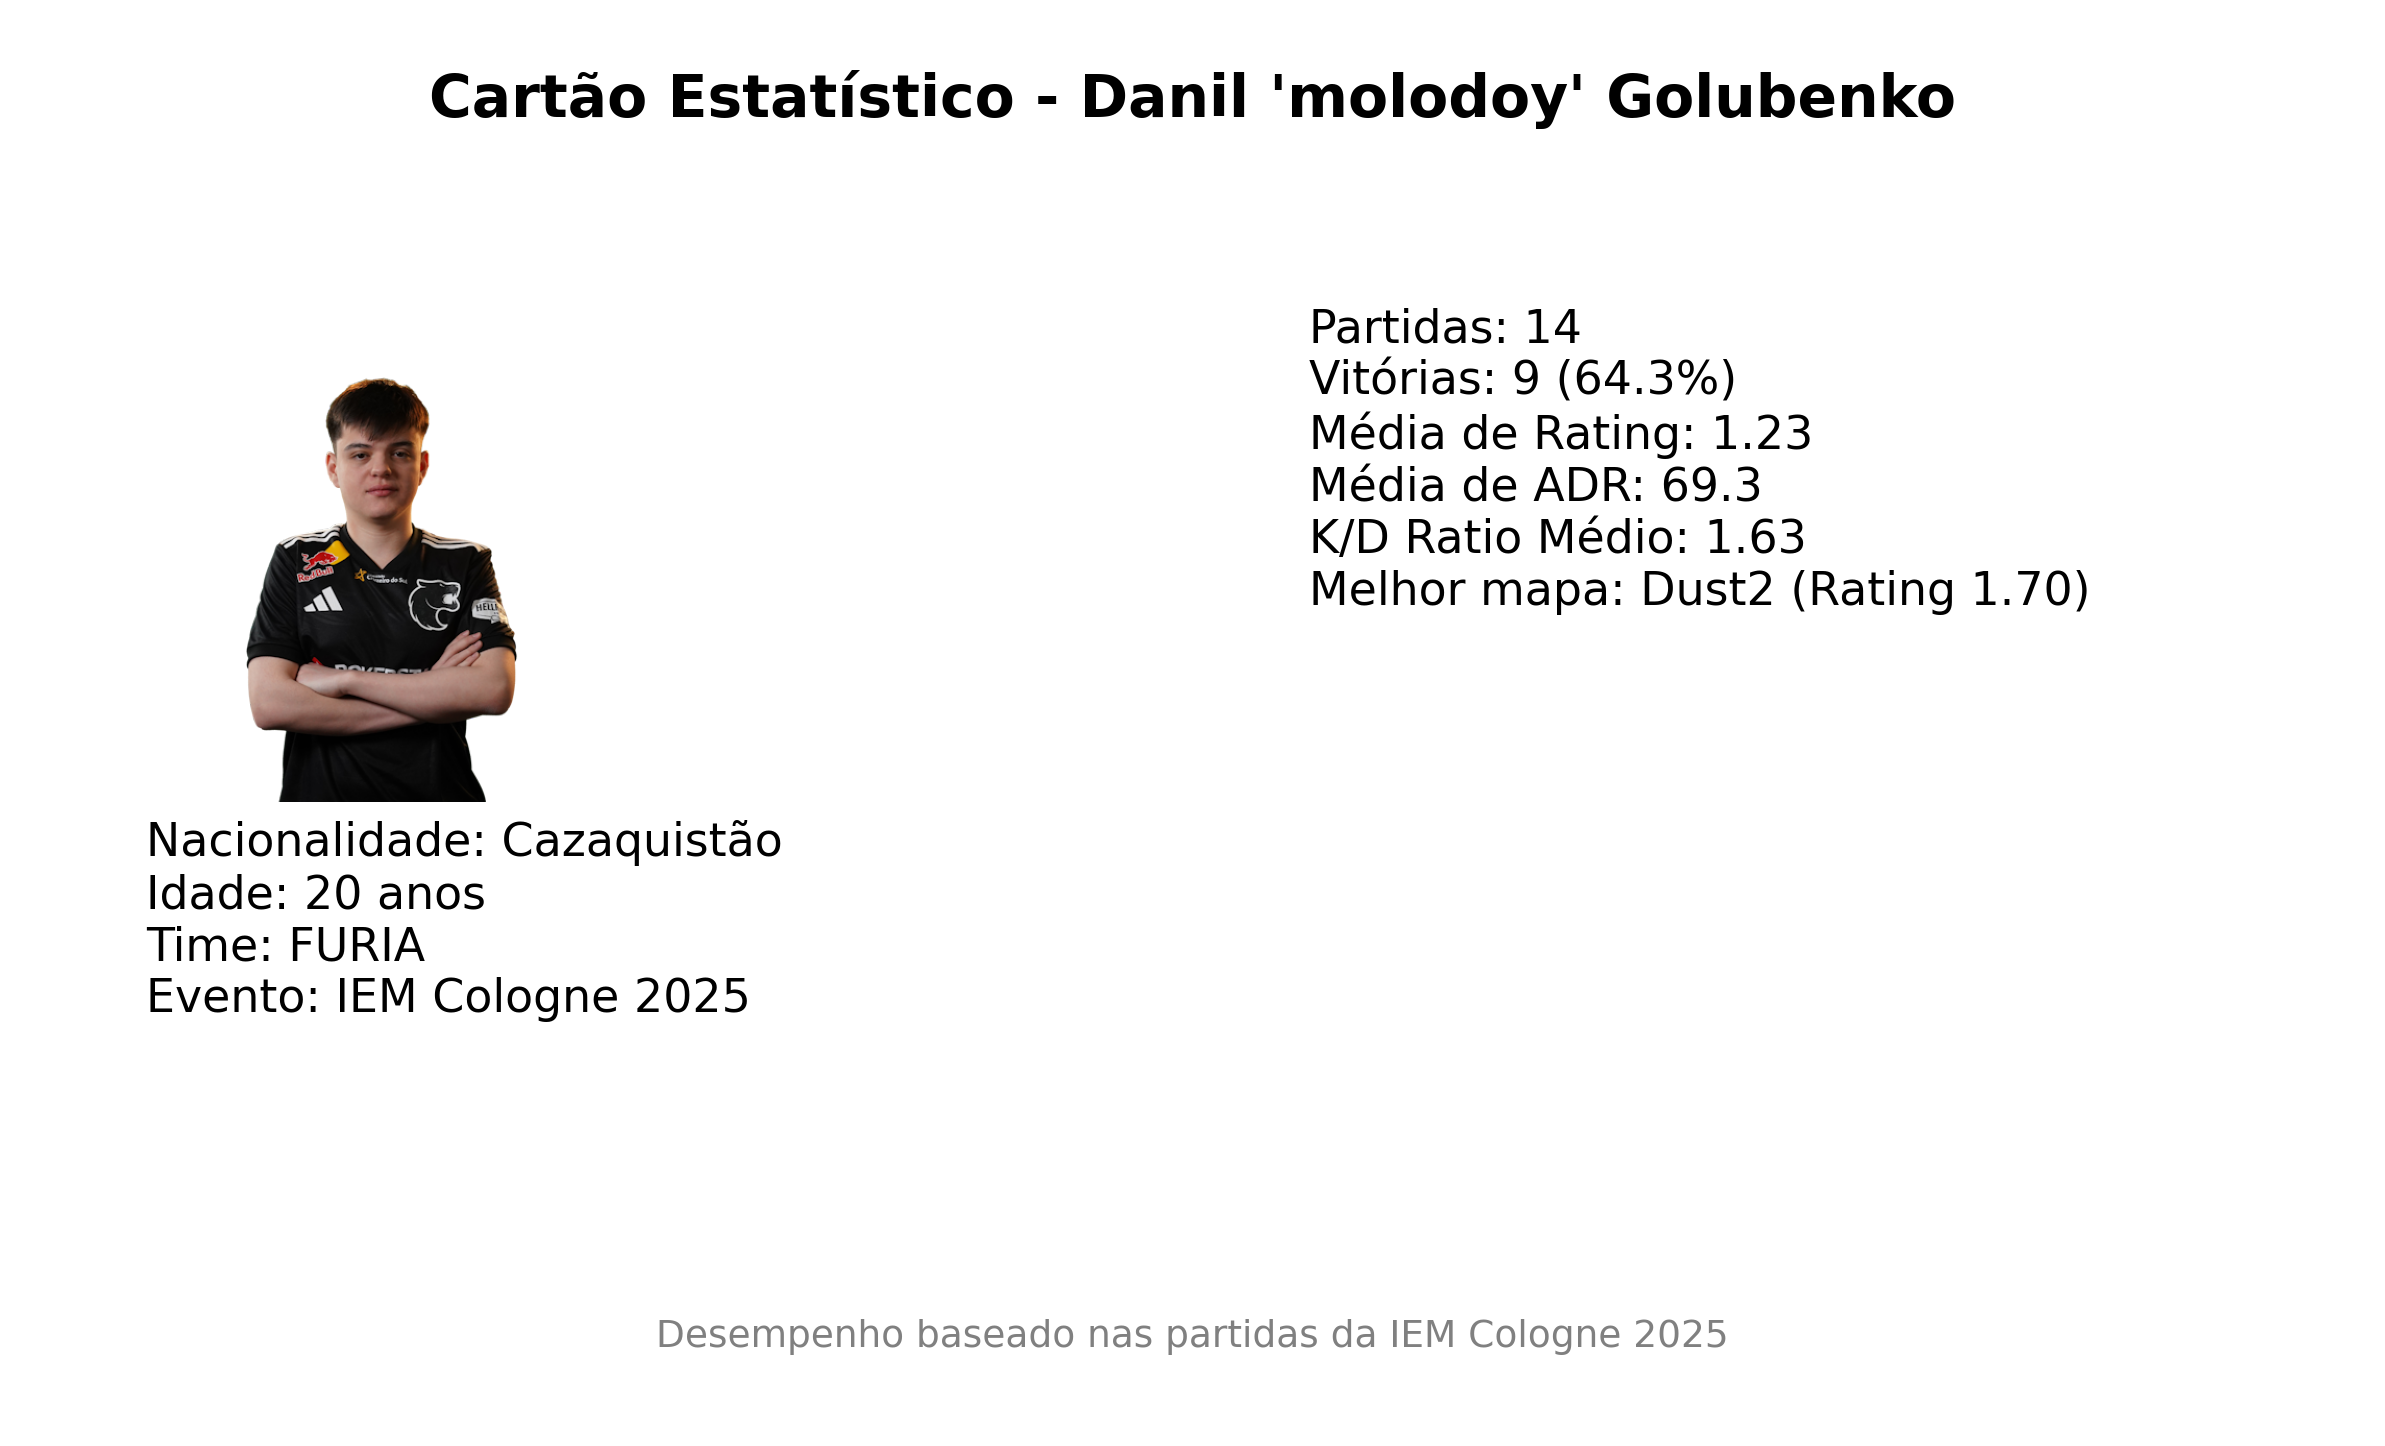 Cartão Estatístico - Danil 'molodoy' Golubenko
Partidas: 14
Vitórias: 9 (64.3%)
Média de Rating: 1.23
Média de ADR: 69.3
K/D Ratio Médio: 1.63
Melhor mapa: Dust2 (Rating 1.70)
Red Bull
Nacionalidade: Cazaquistão
Idade: 20 anos
Time: FURIA
Evento: IEM Cologne 2025
Desempenho baseado nas partidas da IEM Cologne 2025